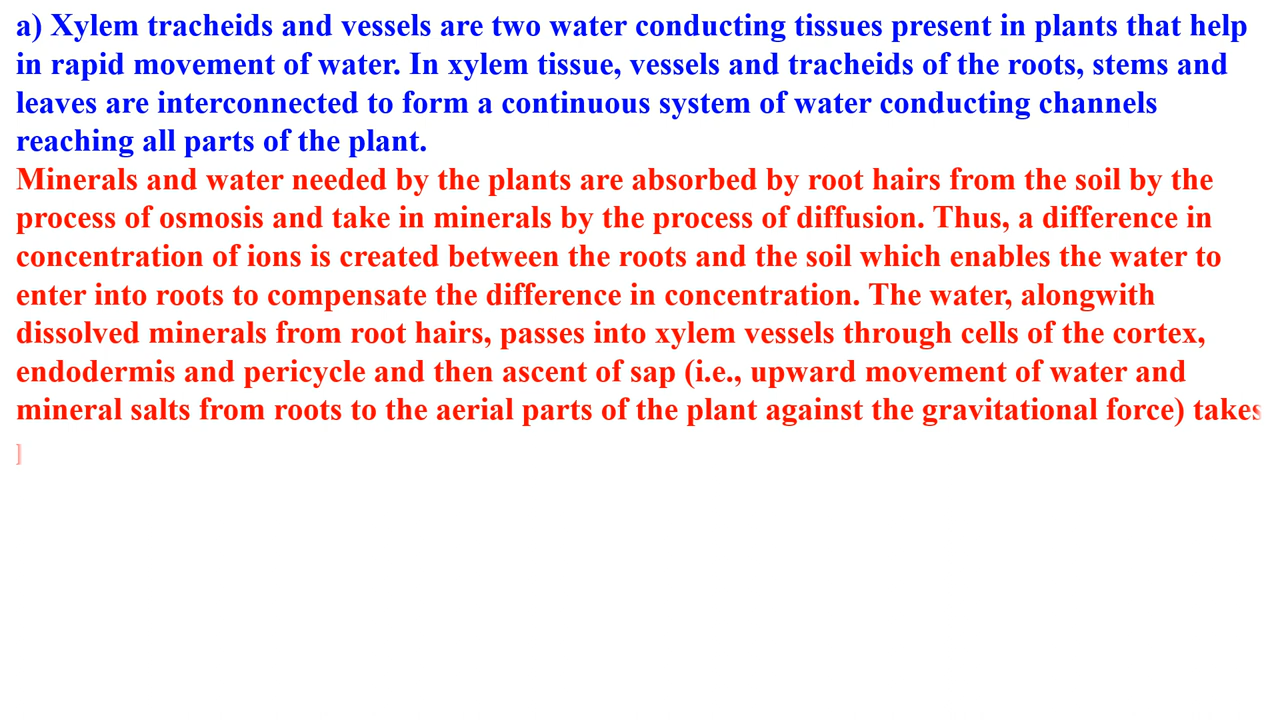 a) Xylem tracheids and vessels are two water conducting tissues present in plants that help
in rapid movement of water. In xylem tissue, vessels and tracheids of the roots, stems and
leaves are interconnected to form a continuous system of water conducting channels
reaching all parts of the plant.
Minerals and water needed by the plants are absorbed by root hairs from the soil by the
process of osmosis and take in minerals by the process of diffusion. Thus, a difference in
concentration of ions is created between the roots and the soil which enables the water to
enter into roots to compensate the difference in concentration. The water, alongwith
dissolved minerals from root hairs, passes into xylem vessels through cells of the cortex,
endodermis and pericycle and then ascent of sap (i.e., upward movement of water and
mineral salts from roots to the aerial parts of the plant against the gravitational force) takes